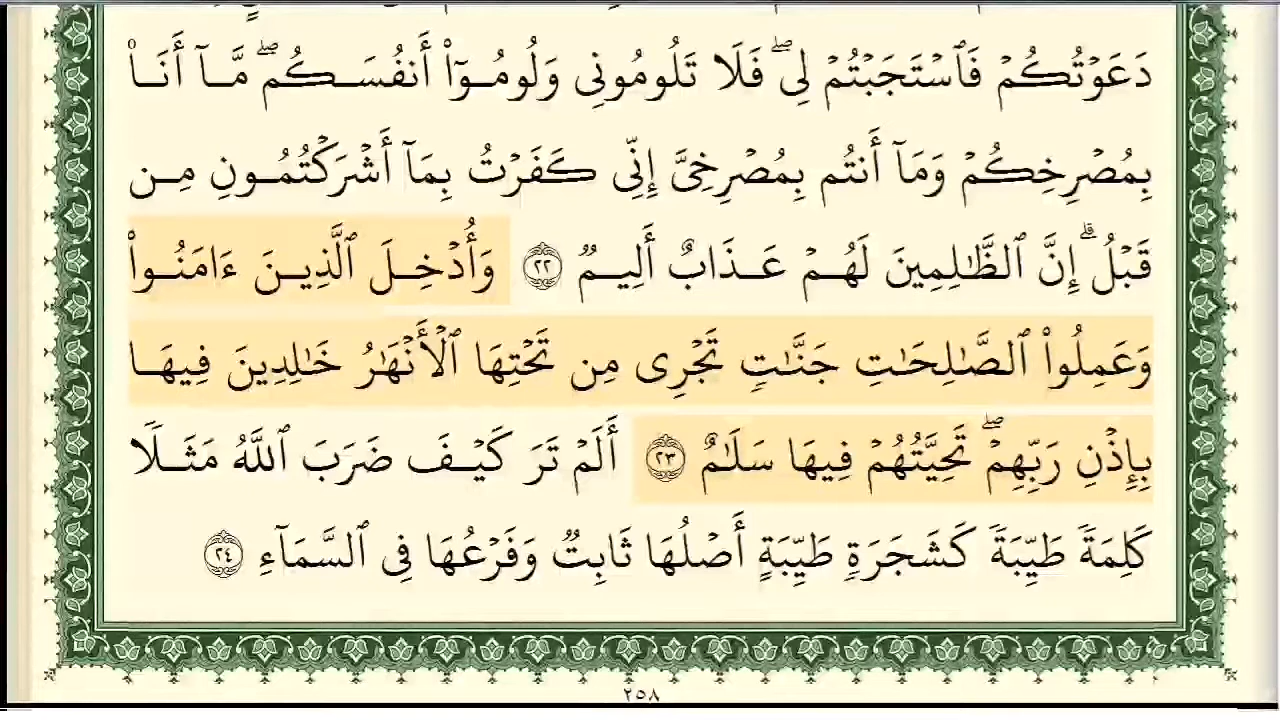 دَعَوۡتُكُمۡ فَٱسۡتَجَبۡتُمۡ لِيۖ فَلَا تَلُومُونِي وَلُومُوٓاْ أَنفُسَكُمۖ مَّآ أَنَا۠
بِمُصۡرِخِكُمۡ وَمَآ أَنتُم بِمُصۡرِخِيَّ إِنِّي كَفَرۡتُ بِمَآ أَشۡرَكۡتُمُونِ مِن
قَبۡلُۗ إِنَّ ٱلظَّٰلِمِينَ لَهُمۡ عَذَابٌ أَلِيمٞ ٢٢ وَأُدۡخِلَ ٱلَّذِينَ ءَامَنُواْ
وَعَمِلُواْ ٱلصَّٰلِحَٰتِ جَنَّٰتٖ تَجۡرِي مِن تَحۡتِهَا ٱلۡأَنۡهَٰرُ خَٰلِدِينَ فِيهَا
بِإِذۡنِ رَبِّهِمۡۖ تَحِيَّتُهُمۡ فِيهَا سَلَٰمٌ ٢٣ أَلَمۡ تَرَ كَيۡفَ ضَرَبَ ٱللَّهُ مَثَلٗا
كَلِمَةٗ طَيِّبَةٗ كَشَجَرَةٖ طَيِّبَةٍ أَصۡلُهَا ثَابِتٞ وَفَرۡعُهَا فِي ٱلسَّمَآءِ ٢٤
٢٥٨